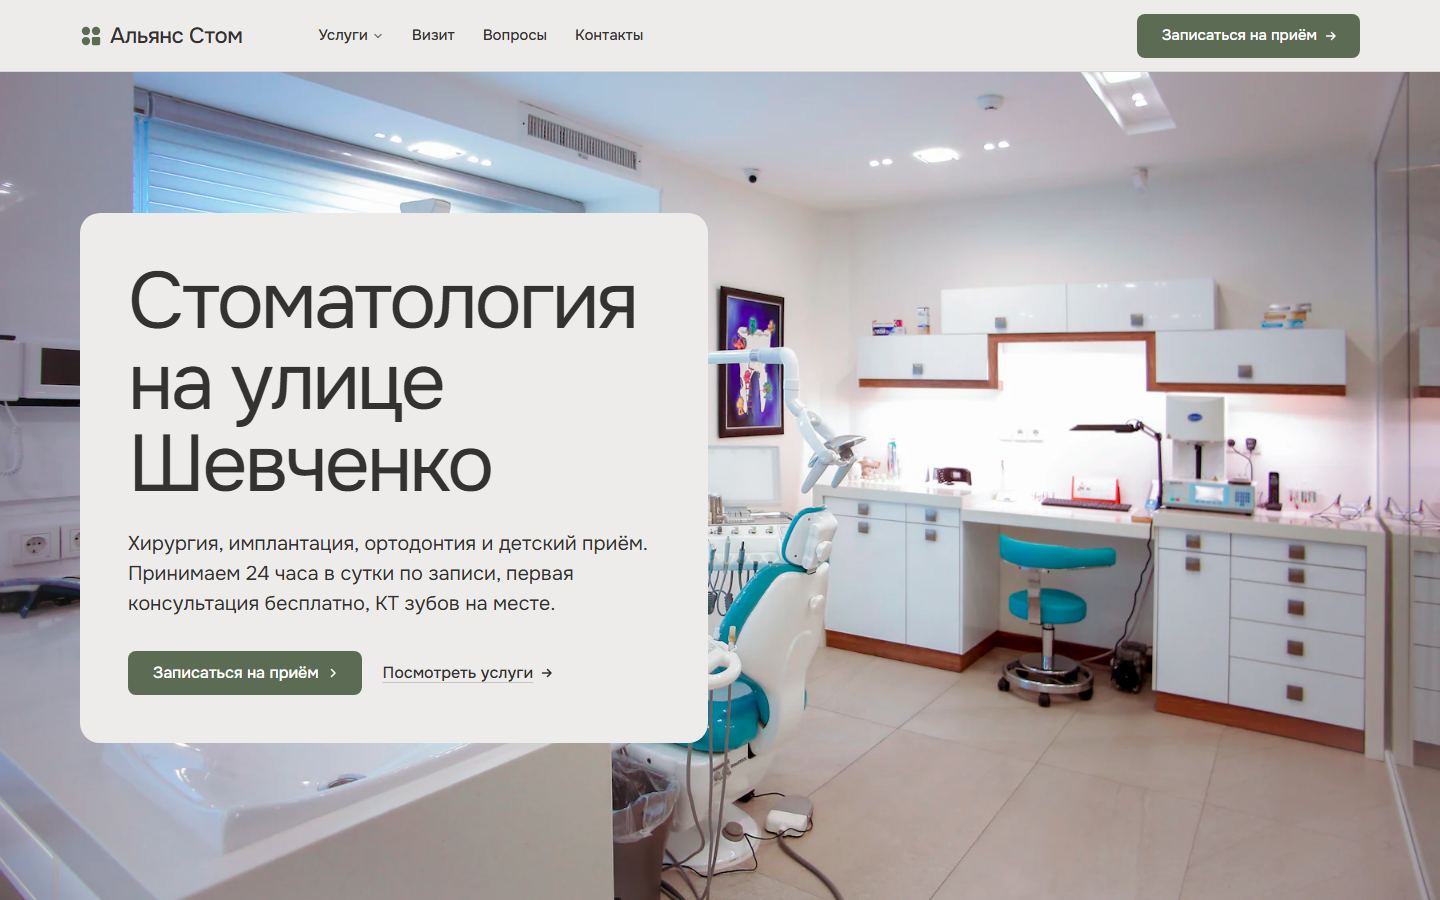 Альянс Стом
Услуги
Визит
Вопросы
Контакты
Записаться на приём →
Стоматология
на улице
Шевченко
Хирургия, имплантация, ортодонтия и детский приём.
Принимаем 24 часа в сутки по записи, первая
консультация бесплатно, КТ зубов на месте.
Записаться на приём
Посмотреть услуги →